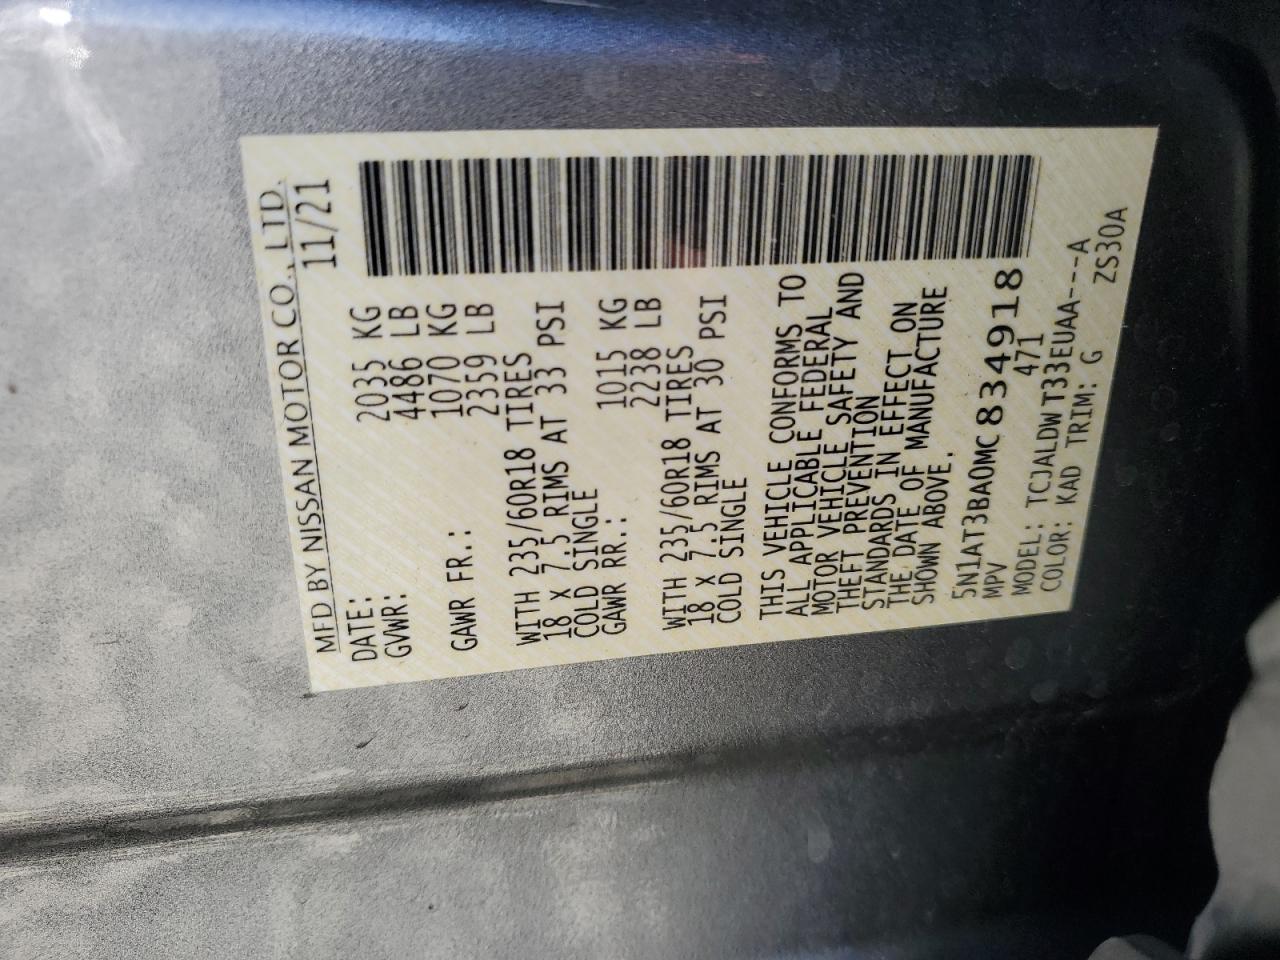 MFD BY NISSAN MOTOR CO., LTD.
DATE: 11/21
GVWR: 2035 KG
4486 LB
GAWR FR.: 1070 KG
2359 LB
WITH 235/60R18 TIRES
18 X 7.5 RIMS AT 33 PSI
COLD SINGLE
GAWR RR.: 1015 KG
2238 LB
WITH 235/60R18 TIRES
18 X 7.5 RIMS AT 30 PSI
COLD SINGLE
THIS VEHICLE CONFORMS TO
ALL APPLICABLE FEDERAL
MOTOR VEHICLE SAFETY AND
THEFT PREVENTION
STANDARDS IN EFFECT ON
THE DATE OF MANUFACTURE
SHOWN ABOVE.
5N1AT3BA0MC834918
MPV 471
MODEL: TCJALDW T33EUAA---A
COLOR: KAD TRIM: G ZS30A